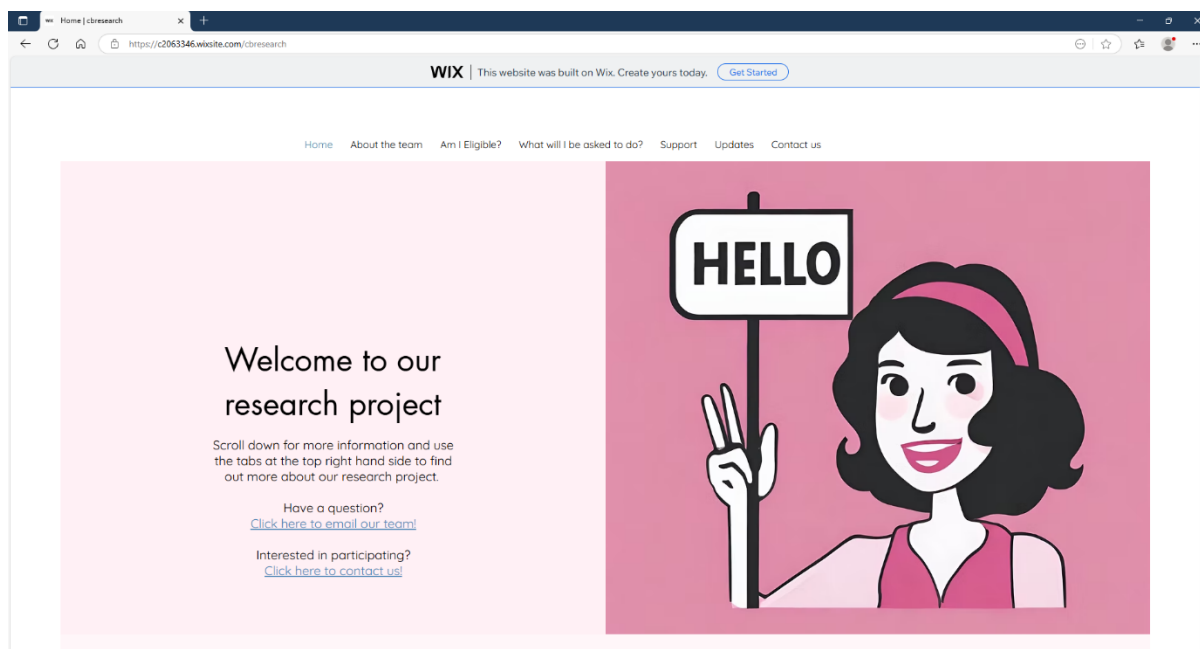 Home | cbresearch
https://c2063346.wixsite.com/cbresearch
WIX | This website was built on Wix. Create yours today. Get Started
Home About the team Am I Eligible? What will I be asked to do? Support Updates Contact us
HELLO
Welcome to our
research project
Scroll down for more information and use
the tabs at the top right hand side to find
out more about our research project.
Have a question?
Click here to email our team!
Interested in participating?
Click here to contact us!